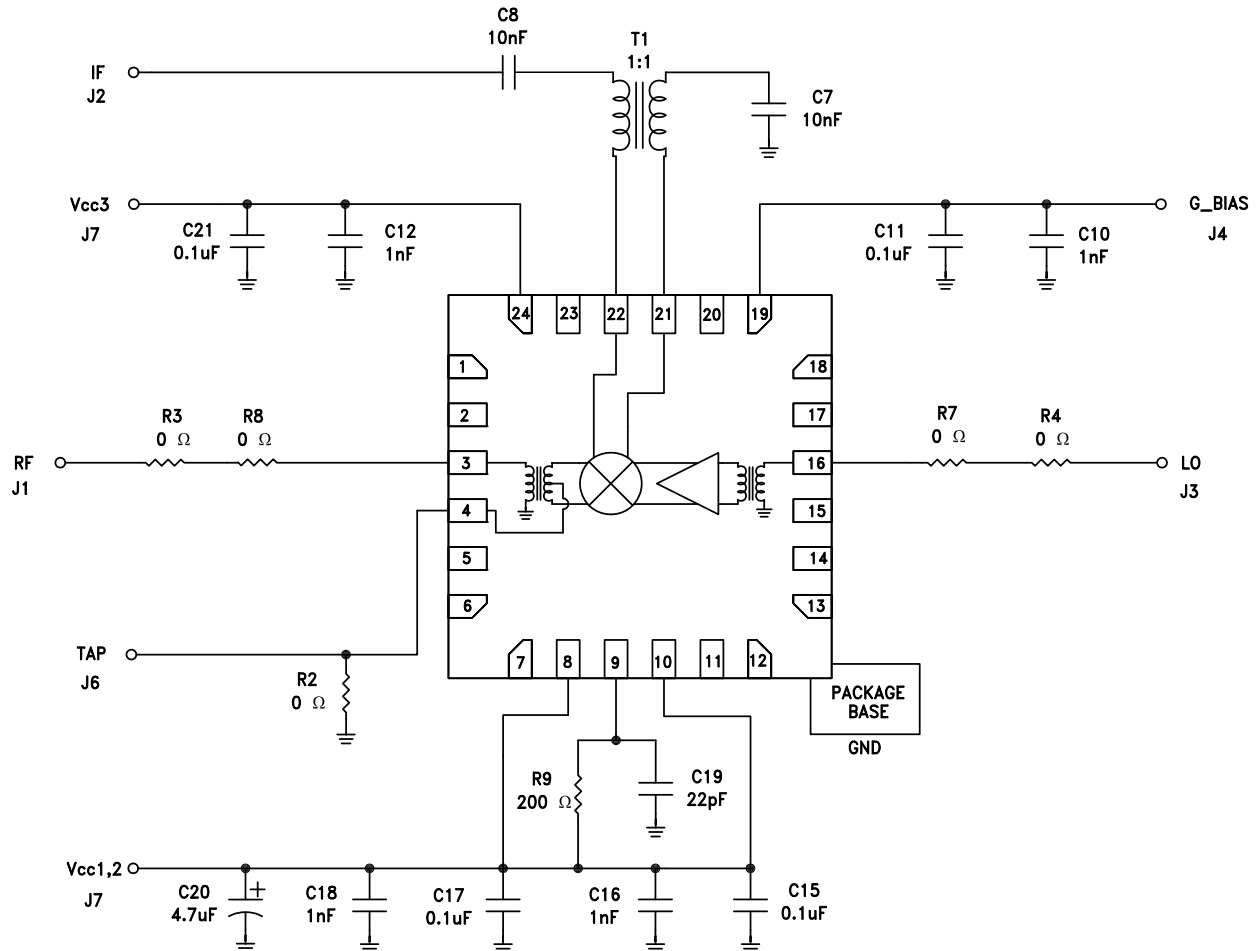 C8
10nF
T1
1:1
IF
J2
C7
10nF
Vcc3
J7
C21
0.1uF
C12
1nF
C11
0.1uF
C10
1nF
G_BIAS
J4
24
23
22
21
20
19
1
2
3
4
5
6
18
17
16
15
14
13
R3
0 Ω
R8
0 Ω
RF
J1
R7
0 Ω
R4
0 Ω
LO
J3
TAP
J6
R2
0 Ω
7
8
9
10
11
12
PACKAGE
BASE
GND
R9
200 Ω
C19
22pF
Vcc1,2
J7
C20
4.7uF
+
C18
1nF
C17
0.1uF
C16
1nF
C15
0.1uF